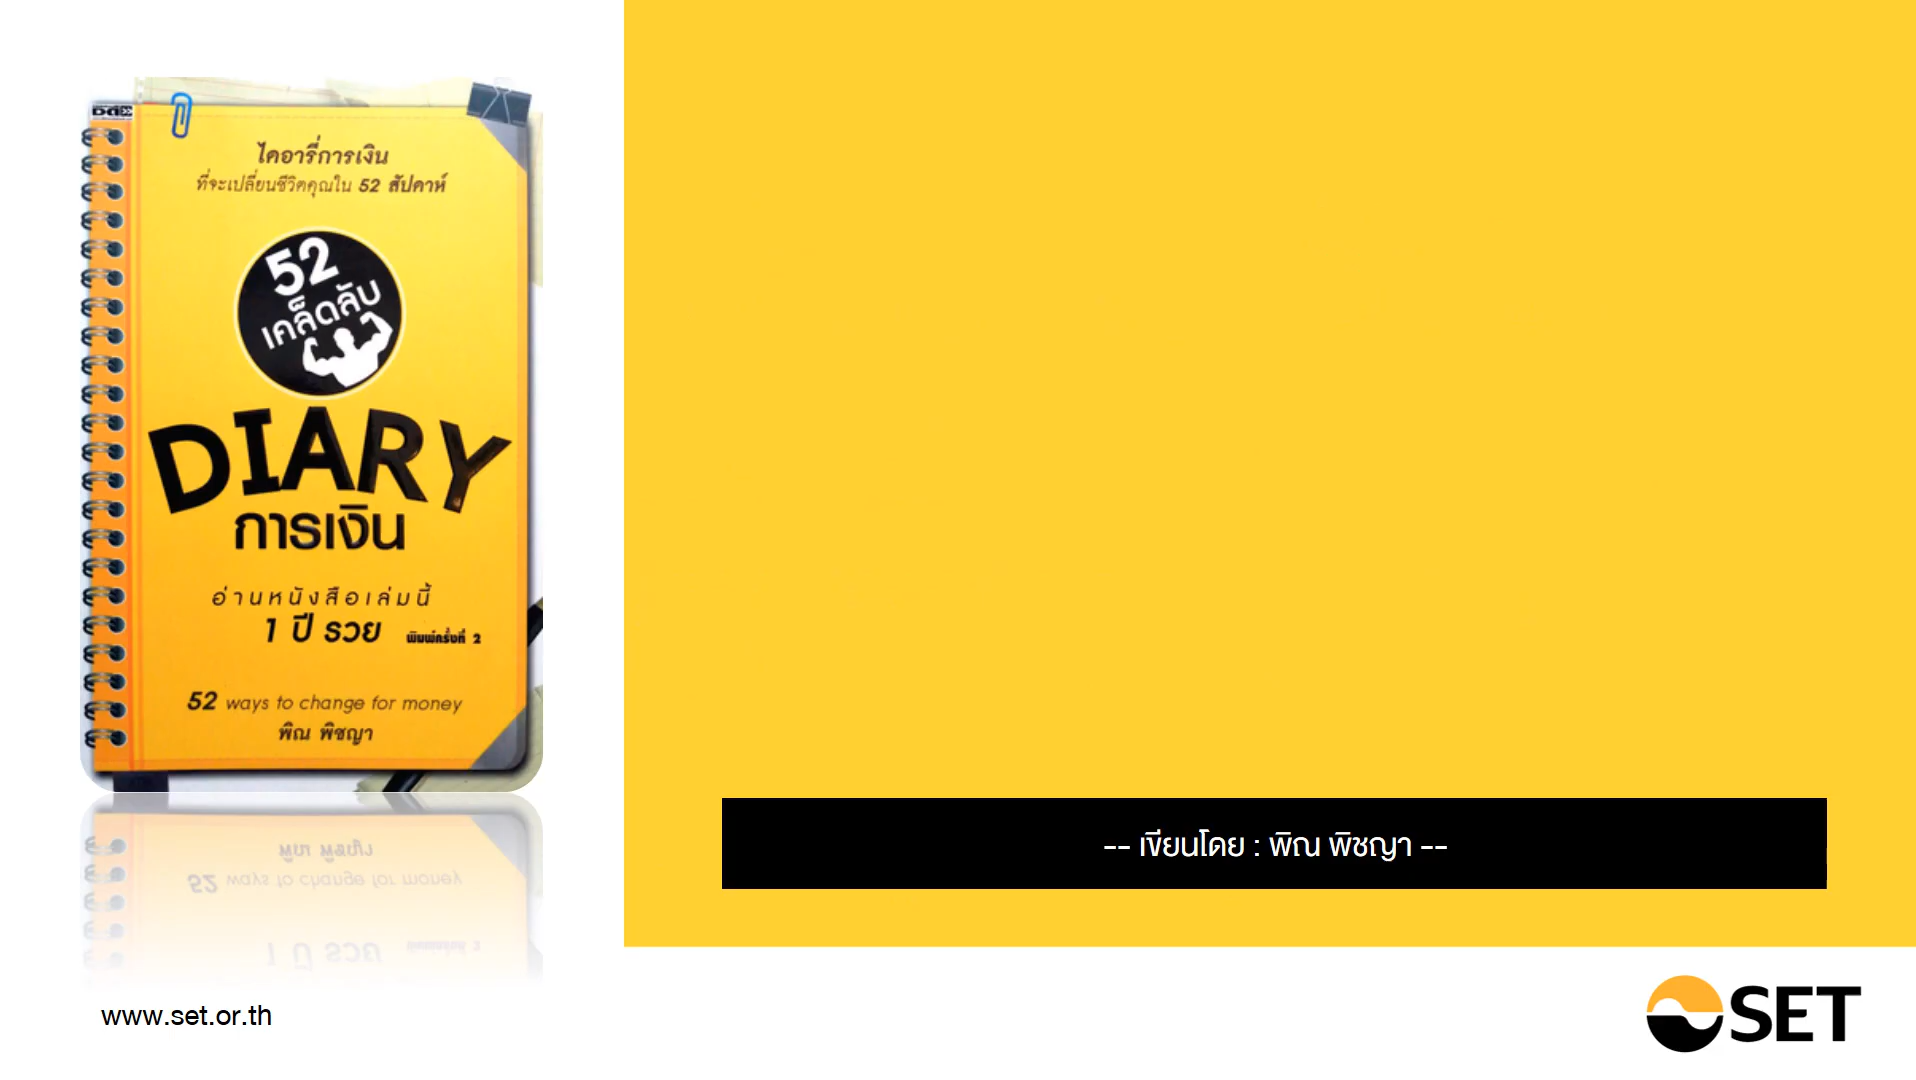 ไดอารี่การเงิน
ที่จะเปลี่ยนชีวิตคุณใน 52 สัปดาห์
52
เคล็ดลับ
DIARY
การเงิน
อ่านหนังสือเล่มนี้
1 ปี รวย พิมพ์ครั้งที่ 2
52 ways to change for money
พิณ พิชญา
-- เขียนโดย : พิณ พิชญา --
www.set.or.th
SET